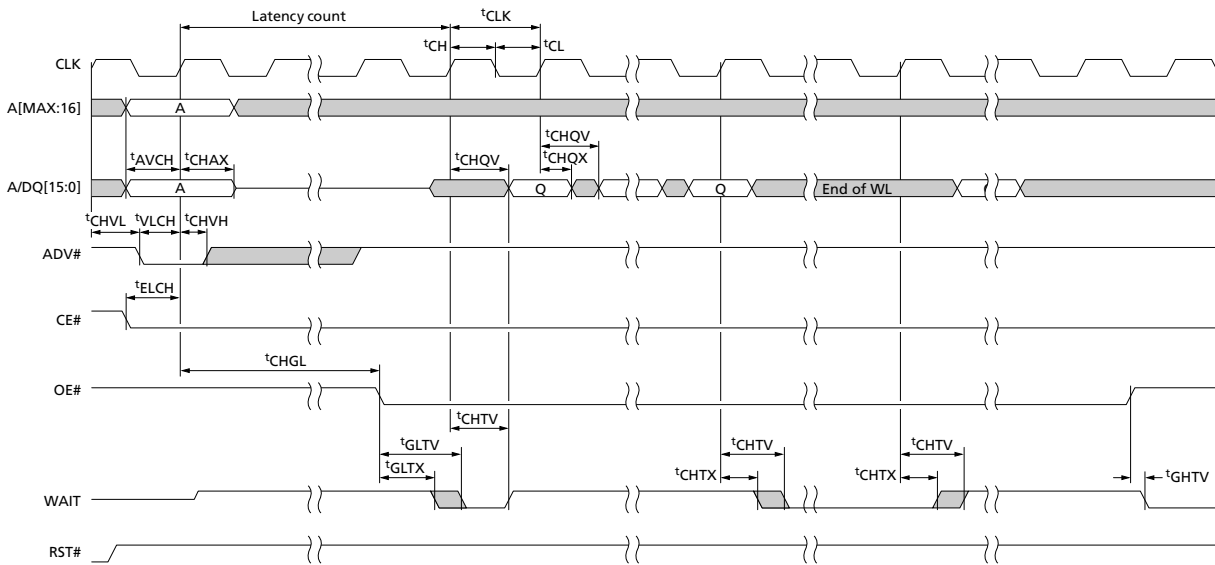 Latency count
tCLK
tCH
tCL
CLK
A[MAX:16]
A
tCHQV
tAVCH
tCHAX
tCHQV
tCHQX
A/DQ[15:0]
A
Q
Q
End of WL
tCHVL
tVLCH
tCHVH
ADV#
tELCH
CE#
tCHGL
OE#
tCHTV
tGLTV
tCHTV
tCHTV
tGLTX
tCHTX
tCHTX
tGHTV
WAIT
RST#